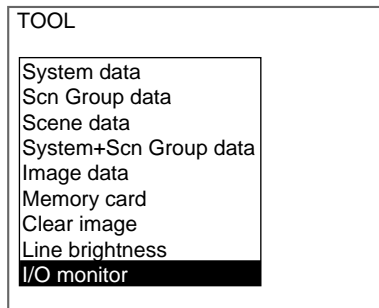 TOOL
System data
Scn Group data
Scene data
System+Scn Group data
Image data
Memory card
Clear image
Line brightness
I/O monitor